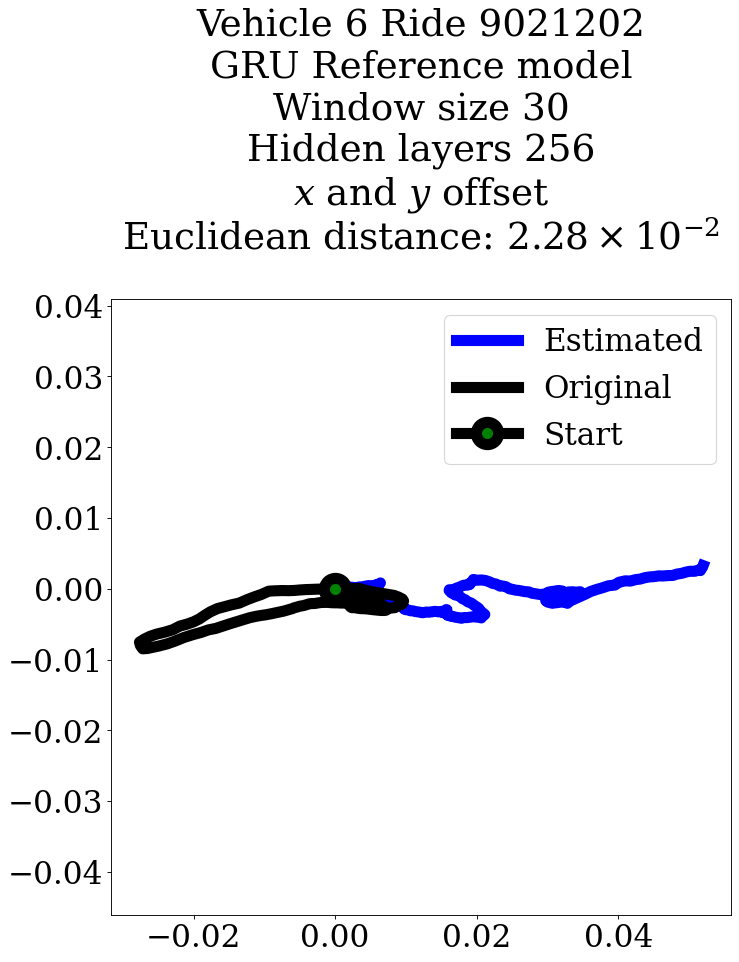 Vehicle 6 Ride 9021202
GRU Reference model
Window size 30
Hidden layers 256
x and y offset
Euclidean distance: 2.28 × 10⁻²
Estimated
Original
Start
0.04
0.03
0.02
0.01
0.00
−0.01
−0.02
−0.03
−0.04
−0.02 0.00 0.02 0.04